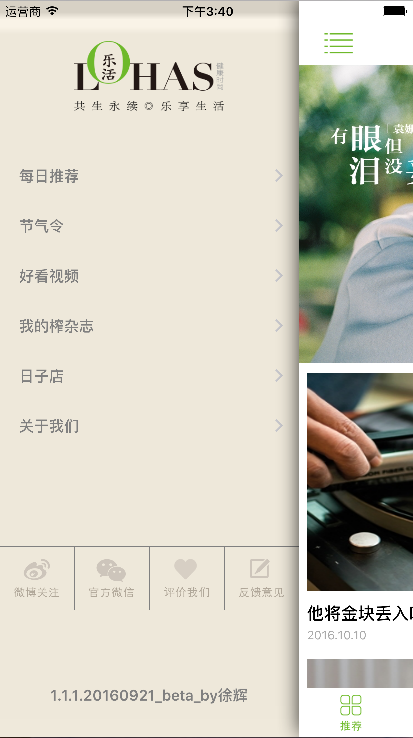 运营商
下午3:40
乐活
LOHAS
健康时尚
共生永续◎乐享生活
每日推荐
节气令
好看视频
我的榨杂志
日子店
关于我们
微博关注
官方微信
评价我们
反馈意见
1.1.1.20160921_beta_by徐辉
有眼泪
但没
他将金块丢入
2016.10.10
推荐